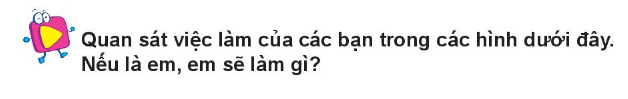 Quan sát việc làm của các bạn trong các hình dưới đây.
Nếu là em, em sẽ làm gì?